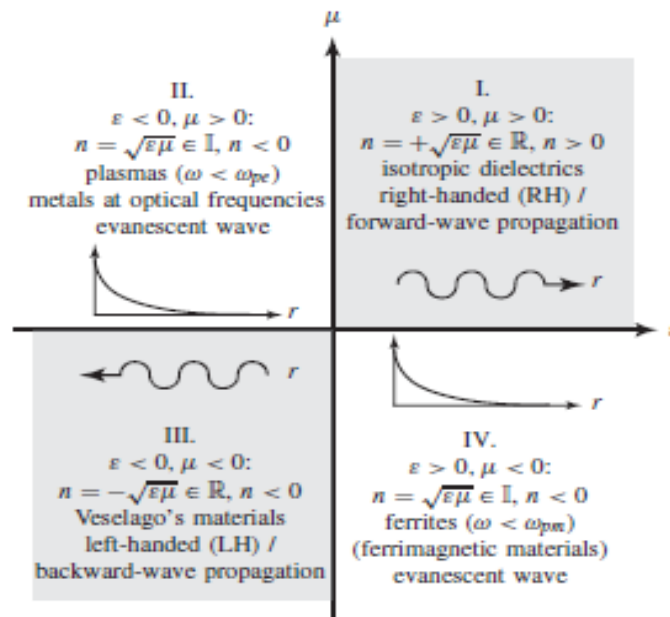 μ
II.
ε < 0, μ > 0:
n = √εμ ∈ 𝕀, n < 0
plasmas (ω < ωpe)
metals at optical frequencies
evanescent wave
r
I.
ε > 0, μ > 0:
n = +√εμ ∈ ℝ, n > 0
isotropic dielectrics
right-handed (RH) /
forward-wave propagation
r
r
III.
ε < 0, μ < 0:
n = −√εμ ∈ ℝ, n < 0
Veselago's materials
left-handed (LH) /
backward-wave propagation
r
IV.
ε > 0, μ < 0:
n = √εμ ∈ 𝕀, n < 0
ferrites (ω < ωpm)
(ferrimagnetic materials)
evanescent wave